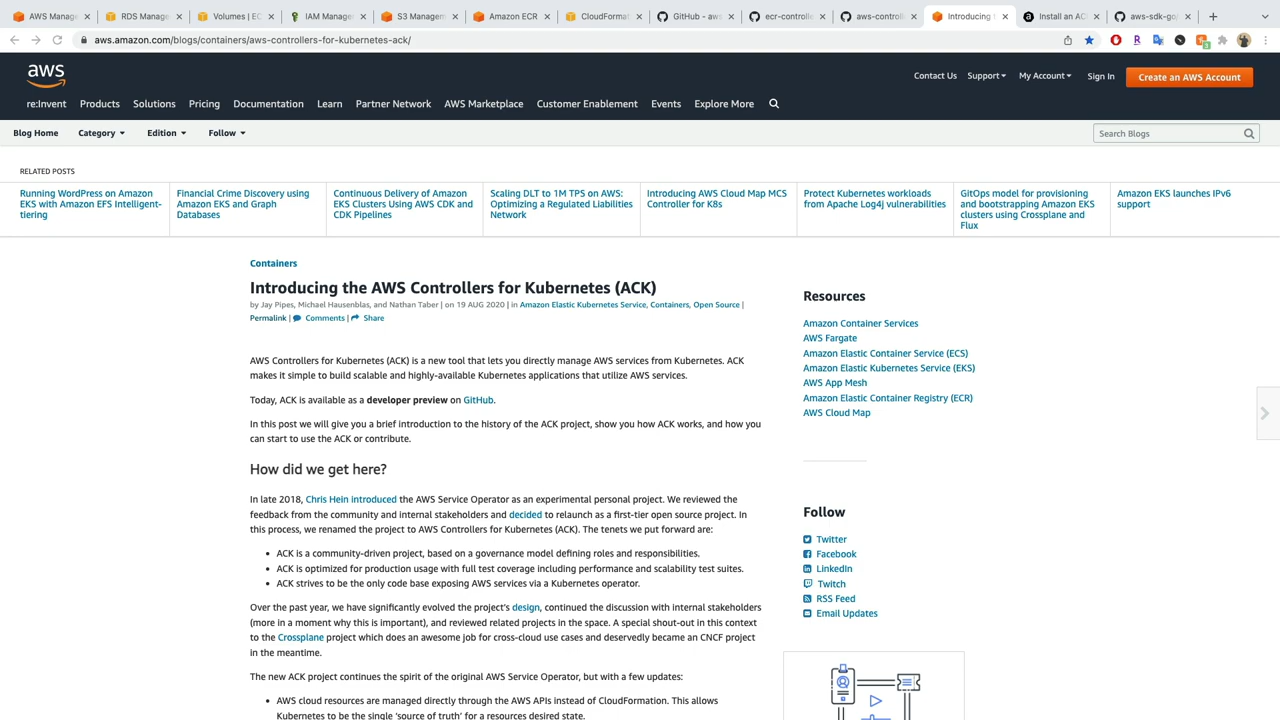 AWS Manage
RDS Manage
Volumes | EC
IAM Manage
S3 Managem
Amazon ECR
CloudFormat
GitHub - aws
ecr-controlle
aws-controll
Introducing t
Install an AC
aws-sdk-go/
aws.amazon.com/blogs/containers/aws-controllers-for-kubernetes-ack/
aws
Contact Us Support My Account Sign In Create an AWS Account
re:Invent Products Solutions Pricing Documentation Learn Partner Network AWS Marketplace Customer Enablement Events Explore More
Blog Home Category Edition Follow
Search Blogs
RELATED POSTS
Running WordPress on Amazon
EKS with Amazon EFS Intelligent-
tiering
Financial Crime Discovery using
Amazon EKS and Graph
Databases
Continuous Delivery of Amazon
EKS Clusters Using AWS CDK and
CDK Pipelines
Scaling DLT to 1M TPS on AWS:
Optimizing a Regulated Liabilities
Network
Introducing AWS Cloud Map MCS
Controller for K8s
Protect Kubernetes workloads
from Apache Log4j vulnerabilities
GitOps model for provisioning
and bootstrapping Amazon EKS
clusters using Crossplane and
Flux
Amazon EKS launches IPv6
support
Containers
Introducing the AWS Controllers for Kubernetes (ACK)
by Jay Pipes, Michael Hausenblas, and Nathan Taber | on 19 AUG 2020 | in Amazon Elastic Kubernetes Service, Containers, Open Source |
Permalink | Comments | Share
AWS Controllers for Kubernetes (ACK) is a new tool that lets you directly manage AWS services from Kubernetes. ACK
makes it simple to build scalable and highly-available Kubernetes applications that utilize AWS services.
Today, ACK is available as a developer preview on GitHub.
In this post we will give you a brief introduction to the history of the ACK project, show you how ACK works, and how you
can start to use the ACK or contribute.
How did we get here?
In late 2018, Chris Hein introduced the AWS Service Operator as an experimental personal project. We reviewed the
feedback from the community and internal stakeholders and decided to relaunch as a first-tier open source project. In
this process, we renamed the project to AWS Controllers for Kubernetes (ACK). The tenets we put forward are:
• ACK is a community-driven project, based on a governance model defining roles and responsibilities.
• ACK is optimized for production usage with full test coverage including performance and scalability test suites.
• ACK strives to be the only code base exposing AWS services via a Kubernetes operator.
Over the past year, we have significantly evolved the project's design, continued the discussion with internal stakeholders
(more in a moment why this is important), and reviewed related projects in the space. A special shout-out in this context
to the Crossplane project which does an awesome job for cross-cloud use cases and deservedly became an CNCF project
in the meantime.
The new ACK project continues the spirit of the original AWS Service Operator, but with a few updates:
• AWS cloud resources are managed directly through the AWS APIs instead of CloudFormation. This allows
Kubernetes to be the single 'source of truth' for a resources desired state.
Resources
Amazon Container Services
AWS Fargate
Amazon Elastic Container Service (ECS)
Amazon Elastic Kubernetes Service (EKS)
AWS App Mesh
Amazon Elastic Container Registry (ECR)
AWS Cloud Map
Follow
Twitter
Facebook
LinkedIn
Twitch
RSS Feed
Email Updates